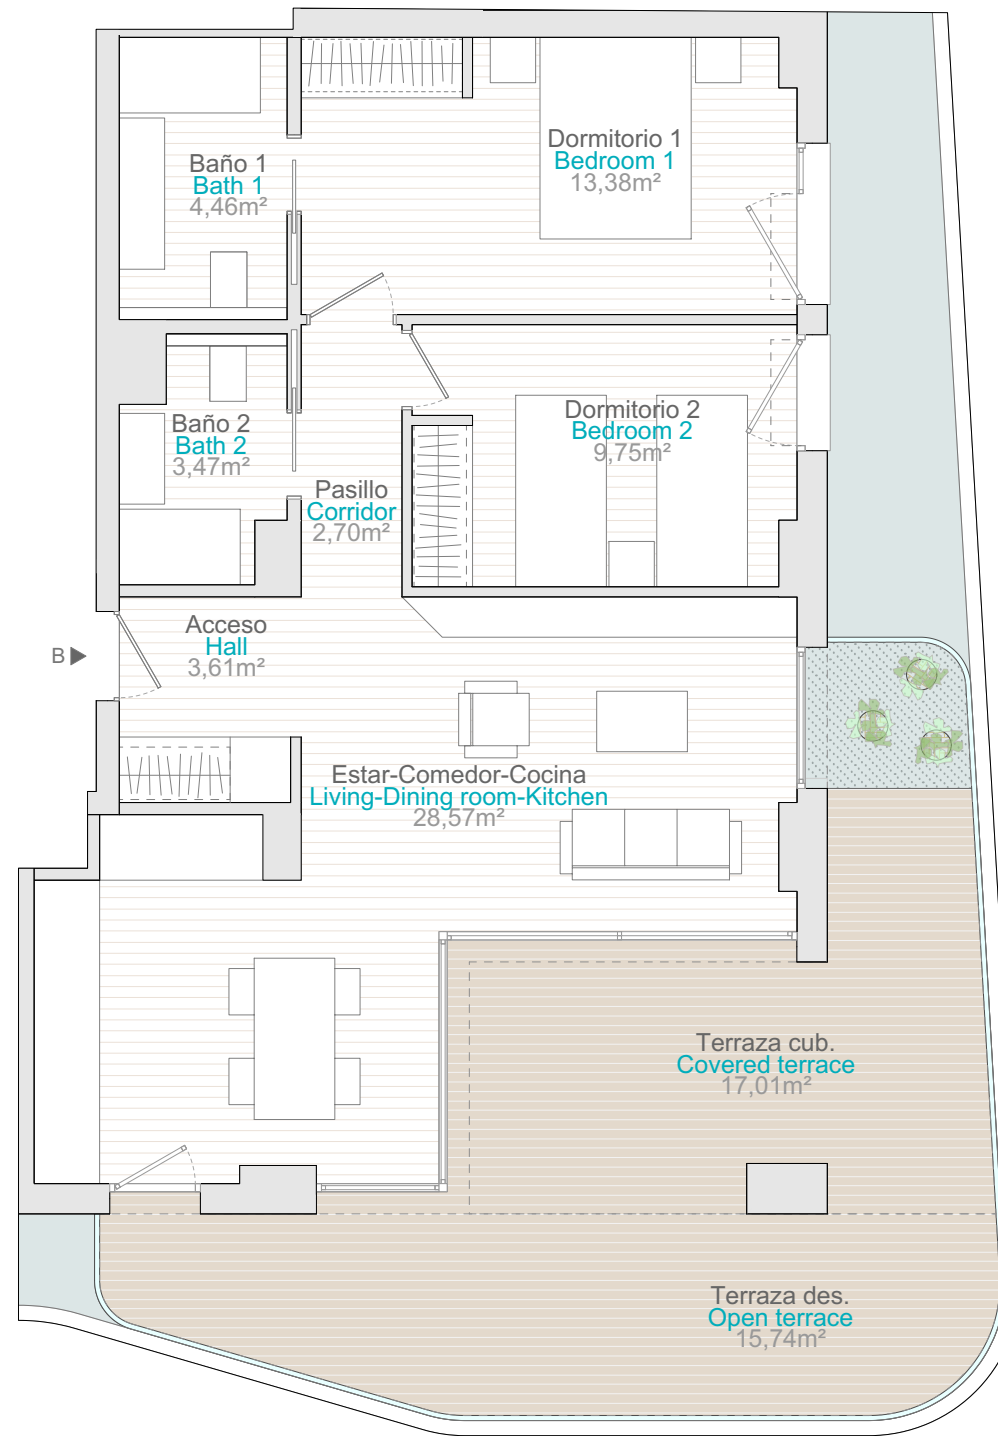 Baño 1
Bath 1
4,46m²
Dormitorio 1
Bedroom 1
13,38m²
Baño 2
Bath 2
3,47m²
Dormitorio 2
Bedroom 2
9,75m²
Pasillo
Corridor
2,70m²
Acceso
Hall
3,61m²
B
Estar-Comedor-Cocina
Living-Dining room-Kitchen
28,57m²
Terraza cub.
Covered terrace
17,01m²
Terraza des.
Open terrace
15,74m²